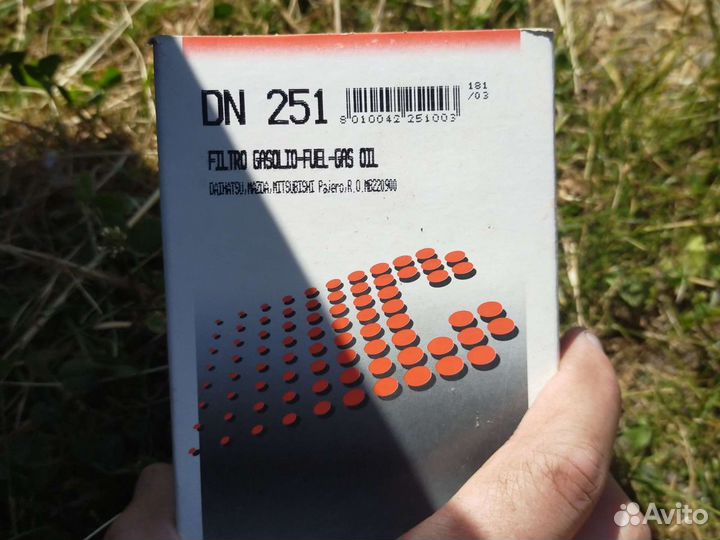 DN 251
8 010042 251003
181
/03
FILTRO GASOLIO-FUEL-GAS OIL
DAIHATSU,MAZDA,MITSUBISHI Pajero,R.O.MB220900
Avito